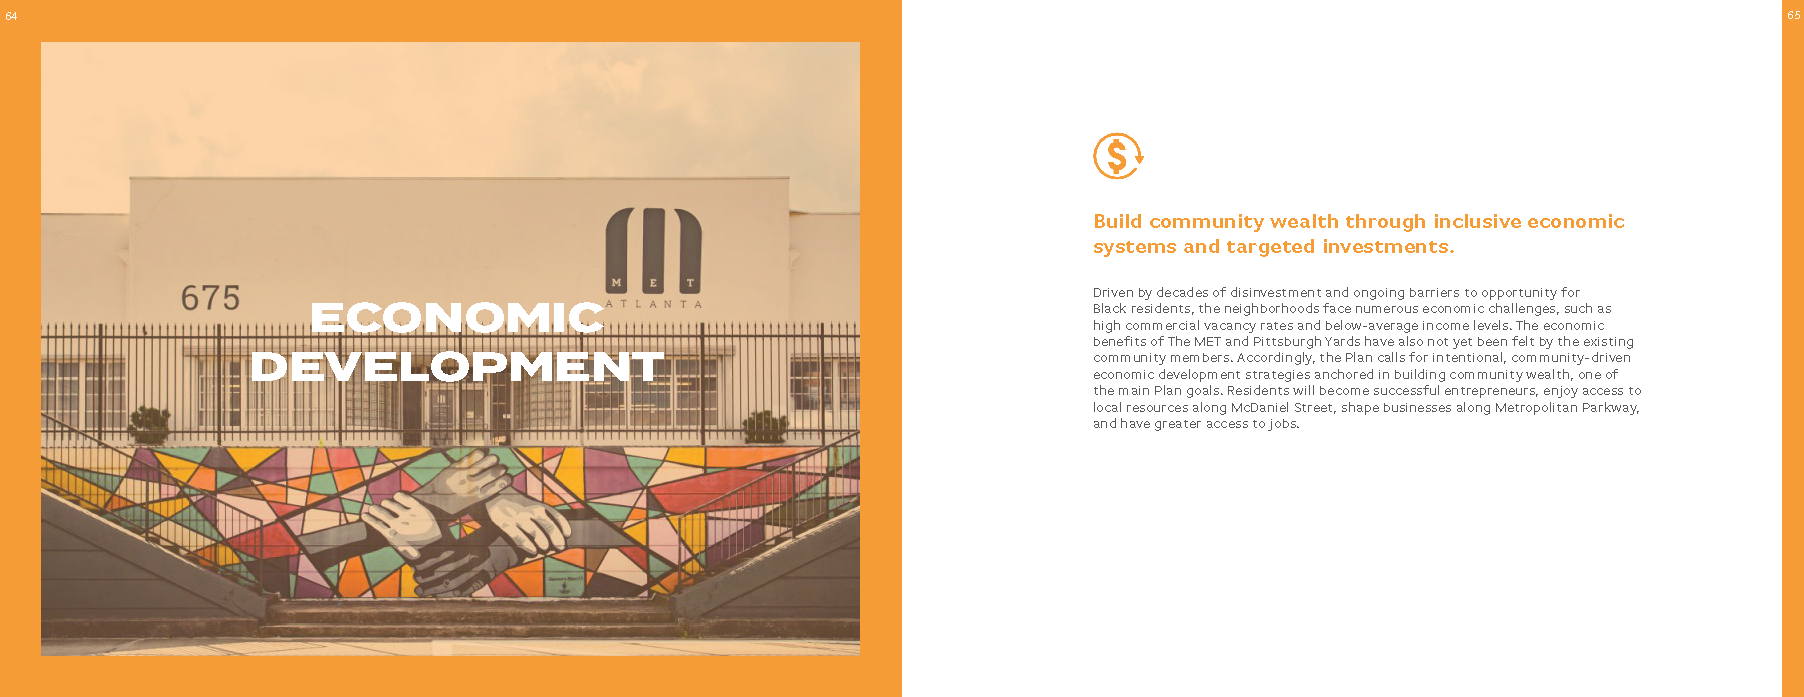 64
675
MET
ATLANTA
ECONOMIC
DEVELOPMENT
65
Build community wealth through inclusive economic
systems and targeted investments.
Driven by decades of disinvestment and ongoing barriers to opportunity for
Black residents, the neighborhoods face numerous economic challenges, such as
high commercial vacancy rates and below-average income levels. The economic
benefits of The MET and Pittsburgh Yards have also not yet been felt by the existing
community members. Accordingly, the Plan calls for intentional, community-driven
economic development strategies anchored in building community wealth, one of
the main Plan goals. Residents will become successful entrepreneurs, enjoy access to
local resources along McDaniel Street, shape businesses along Metropolitan Parkway,
and have greater access to jobs.